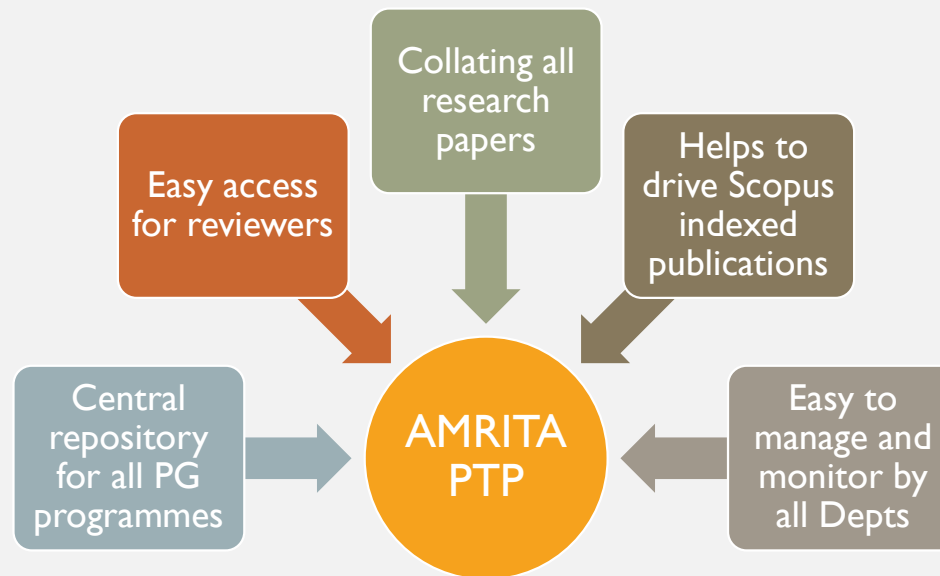 Collating all
research
papers
Easy access
for reviewers
Helps to
drive Scopus
indexed
publications
Central
repository
for all PG
programmes
AMRITA
PTP
Easy to
manage and
monitor by
all Depts